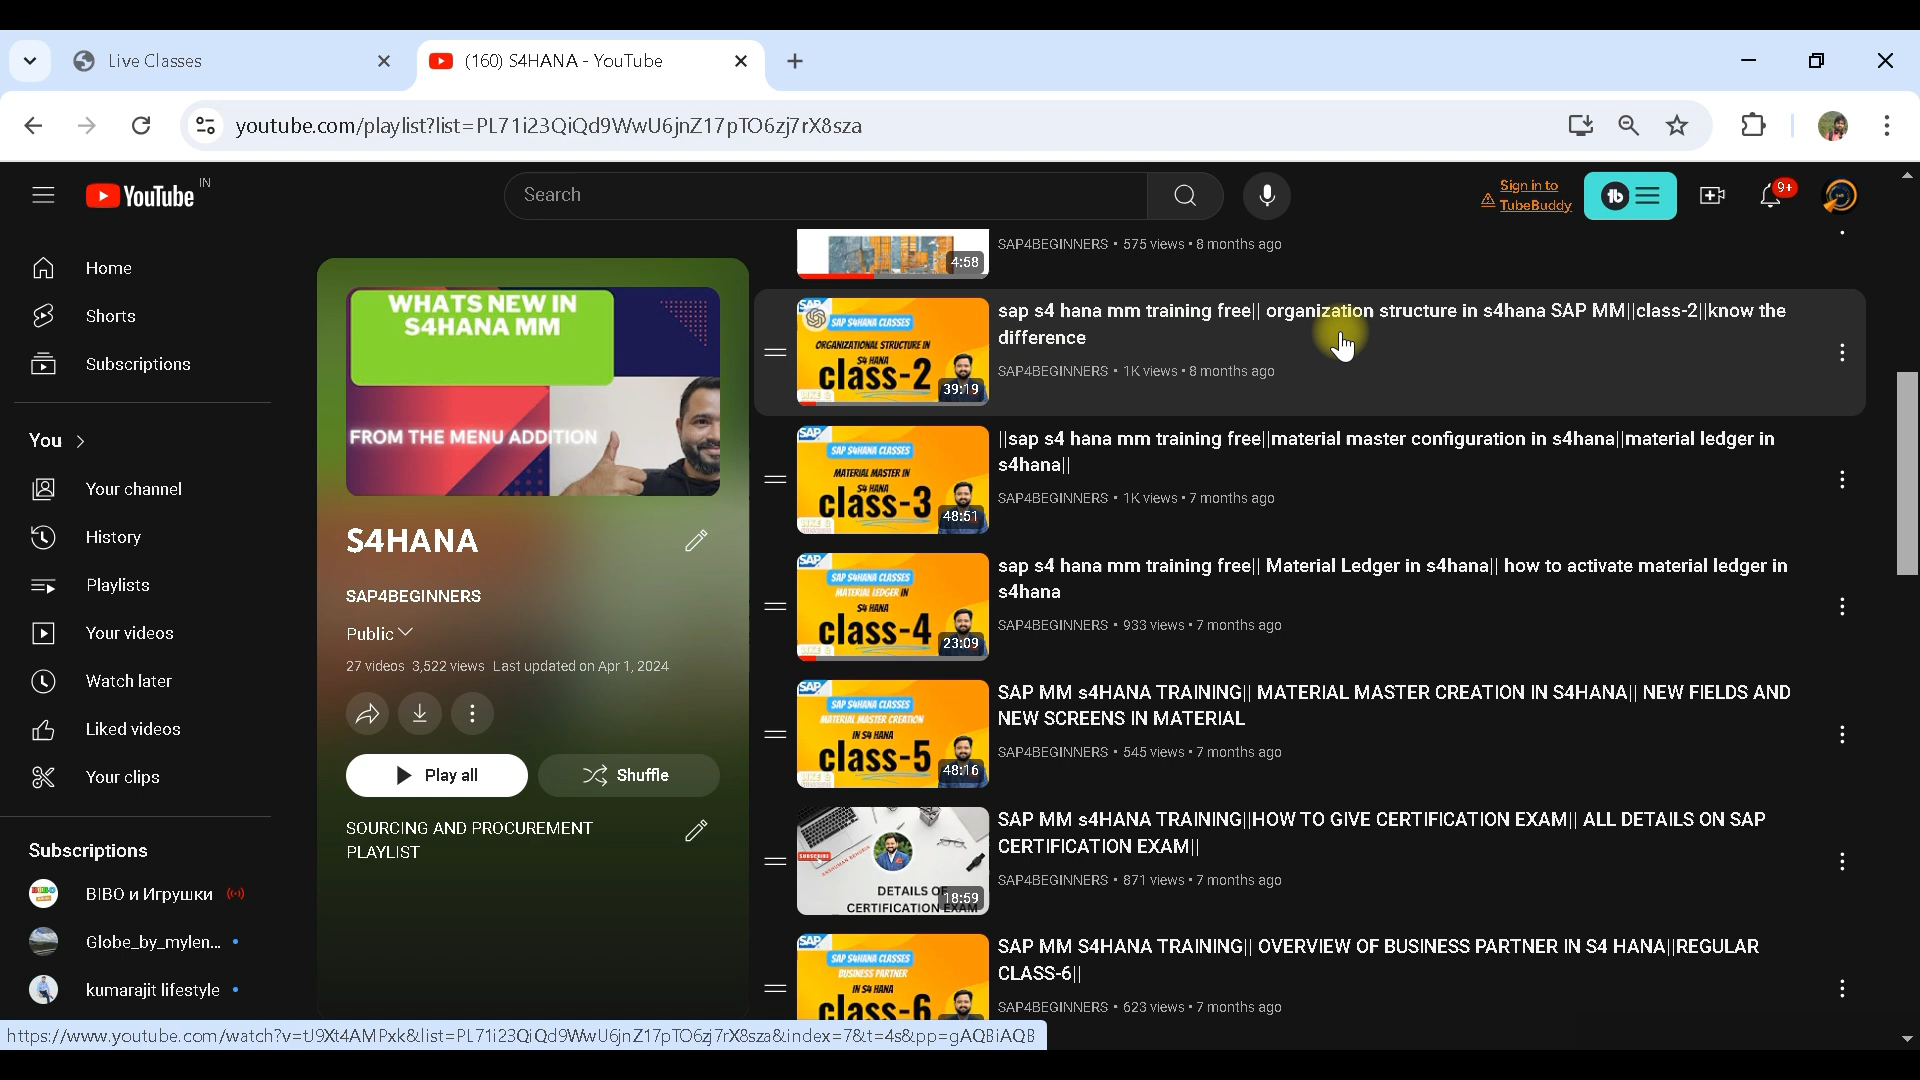 Live Classes
(160) S4HANA - YouTube
youtube.com/playlist?list=PL71i23QiQd9WwU6jnZ17pTO6zj7rX8sza
YouTube IN
Search
Sign in to
TubeBuddy
tb
9+
Home
Shorts
Subscriptions
You
Your channel
History
Playlists
Your videos
Watch later
Liked videos
Your clips
Subscriptions
BIBO и Игрушки
Globe_by_mylen...
kumarajit lifestyle
WHATS NEW IN
S4HANA MM
FROM THE MENU ADDITION
S4HANA
SAP4BEGINNERS
Public
27 videos 3,522 views Last updated on Apr 1, 2024
Play all
Shuffle
SOURCING AND PROCUREMENT
PLAYLIST
4:58
SAP4BEGINNERS • 575 views • 8 months ago
SAP
SAP S4HANA CLASSES
ORGANIZATIONAL STRUCTURE IN
S4 HANA
class-2
39:19
sap s4 hana mm training free|| organization structure in s4hana SAP MM||class-2||know the
difference
SAP4BEGINNERS • 1K views • 8 months ago
SAP
SAP S4HANA CLASSES
MATERIAL MASTER IN
S4 HANA
class-3
48:51
||sap s4 hana mm training free||material master configuration in s4hana||material ledger in
s4hana||
SAP4BEGINNERS • 1K views • 7 months ago
SAP
SAP S4HANA CLASSES
MATERIAL LEDGER IN
S4 HANA
class-4
23:09
sap s4 hana mm training free|| Material Ledger in s4hana|| how to activate material ledger in
s4hana
SAP4BEGINNERS • 933 views • 7 months ago
SAP
SAP S4HANA CLASSES
MATERIAL MASTER CREATION
IN S4 HANA
class-5
48:16
SAP MM s4HANA TRAINING|| MATERIAL MASTER CREATION IN S4HANA|| NEW FIELDS AND
NEW SCREENS IN MATERIAL
SAP4BEGINNERS • 545 views • 7 months ago
SUBSCRIBE
DETAILS OF
CERTIFICATION EXAM
18:59
SAP MM s4HANA TRAINING||HOW TO GIVE CERTIFICATION EXAM|| ALL DETAILS ON SAP
CERTIFICATION EXAM||
SAP4BEGINNERS • 871 views • 7 months ago
SAP
SAP S4HANA CLASSES
BUSINESS PARTNER
IN S4 HANA
class-6
SAP MM S4HANA TRAINING|| OVERVIEW OF BUSINESS PARTNER IN S4 HANA||REGULAR
CLASS-6||
SAP4BEGINNERS • 623 views • 7 months ago
https://www.youtube.com/watch?v=tJ9Xt4AMPxk&list=PL71i23QiQd9WwU6jnZ17pTO6zj7rX8sza&index=7&t=4s&pp=gAQBiAQB